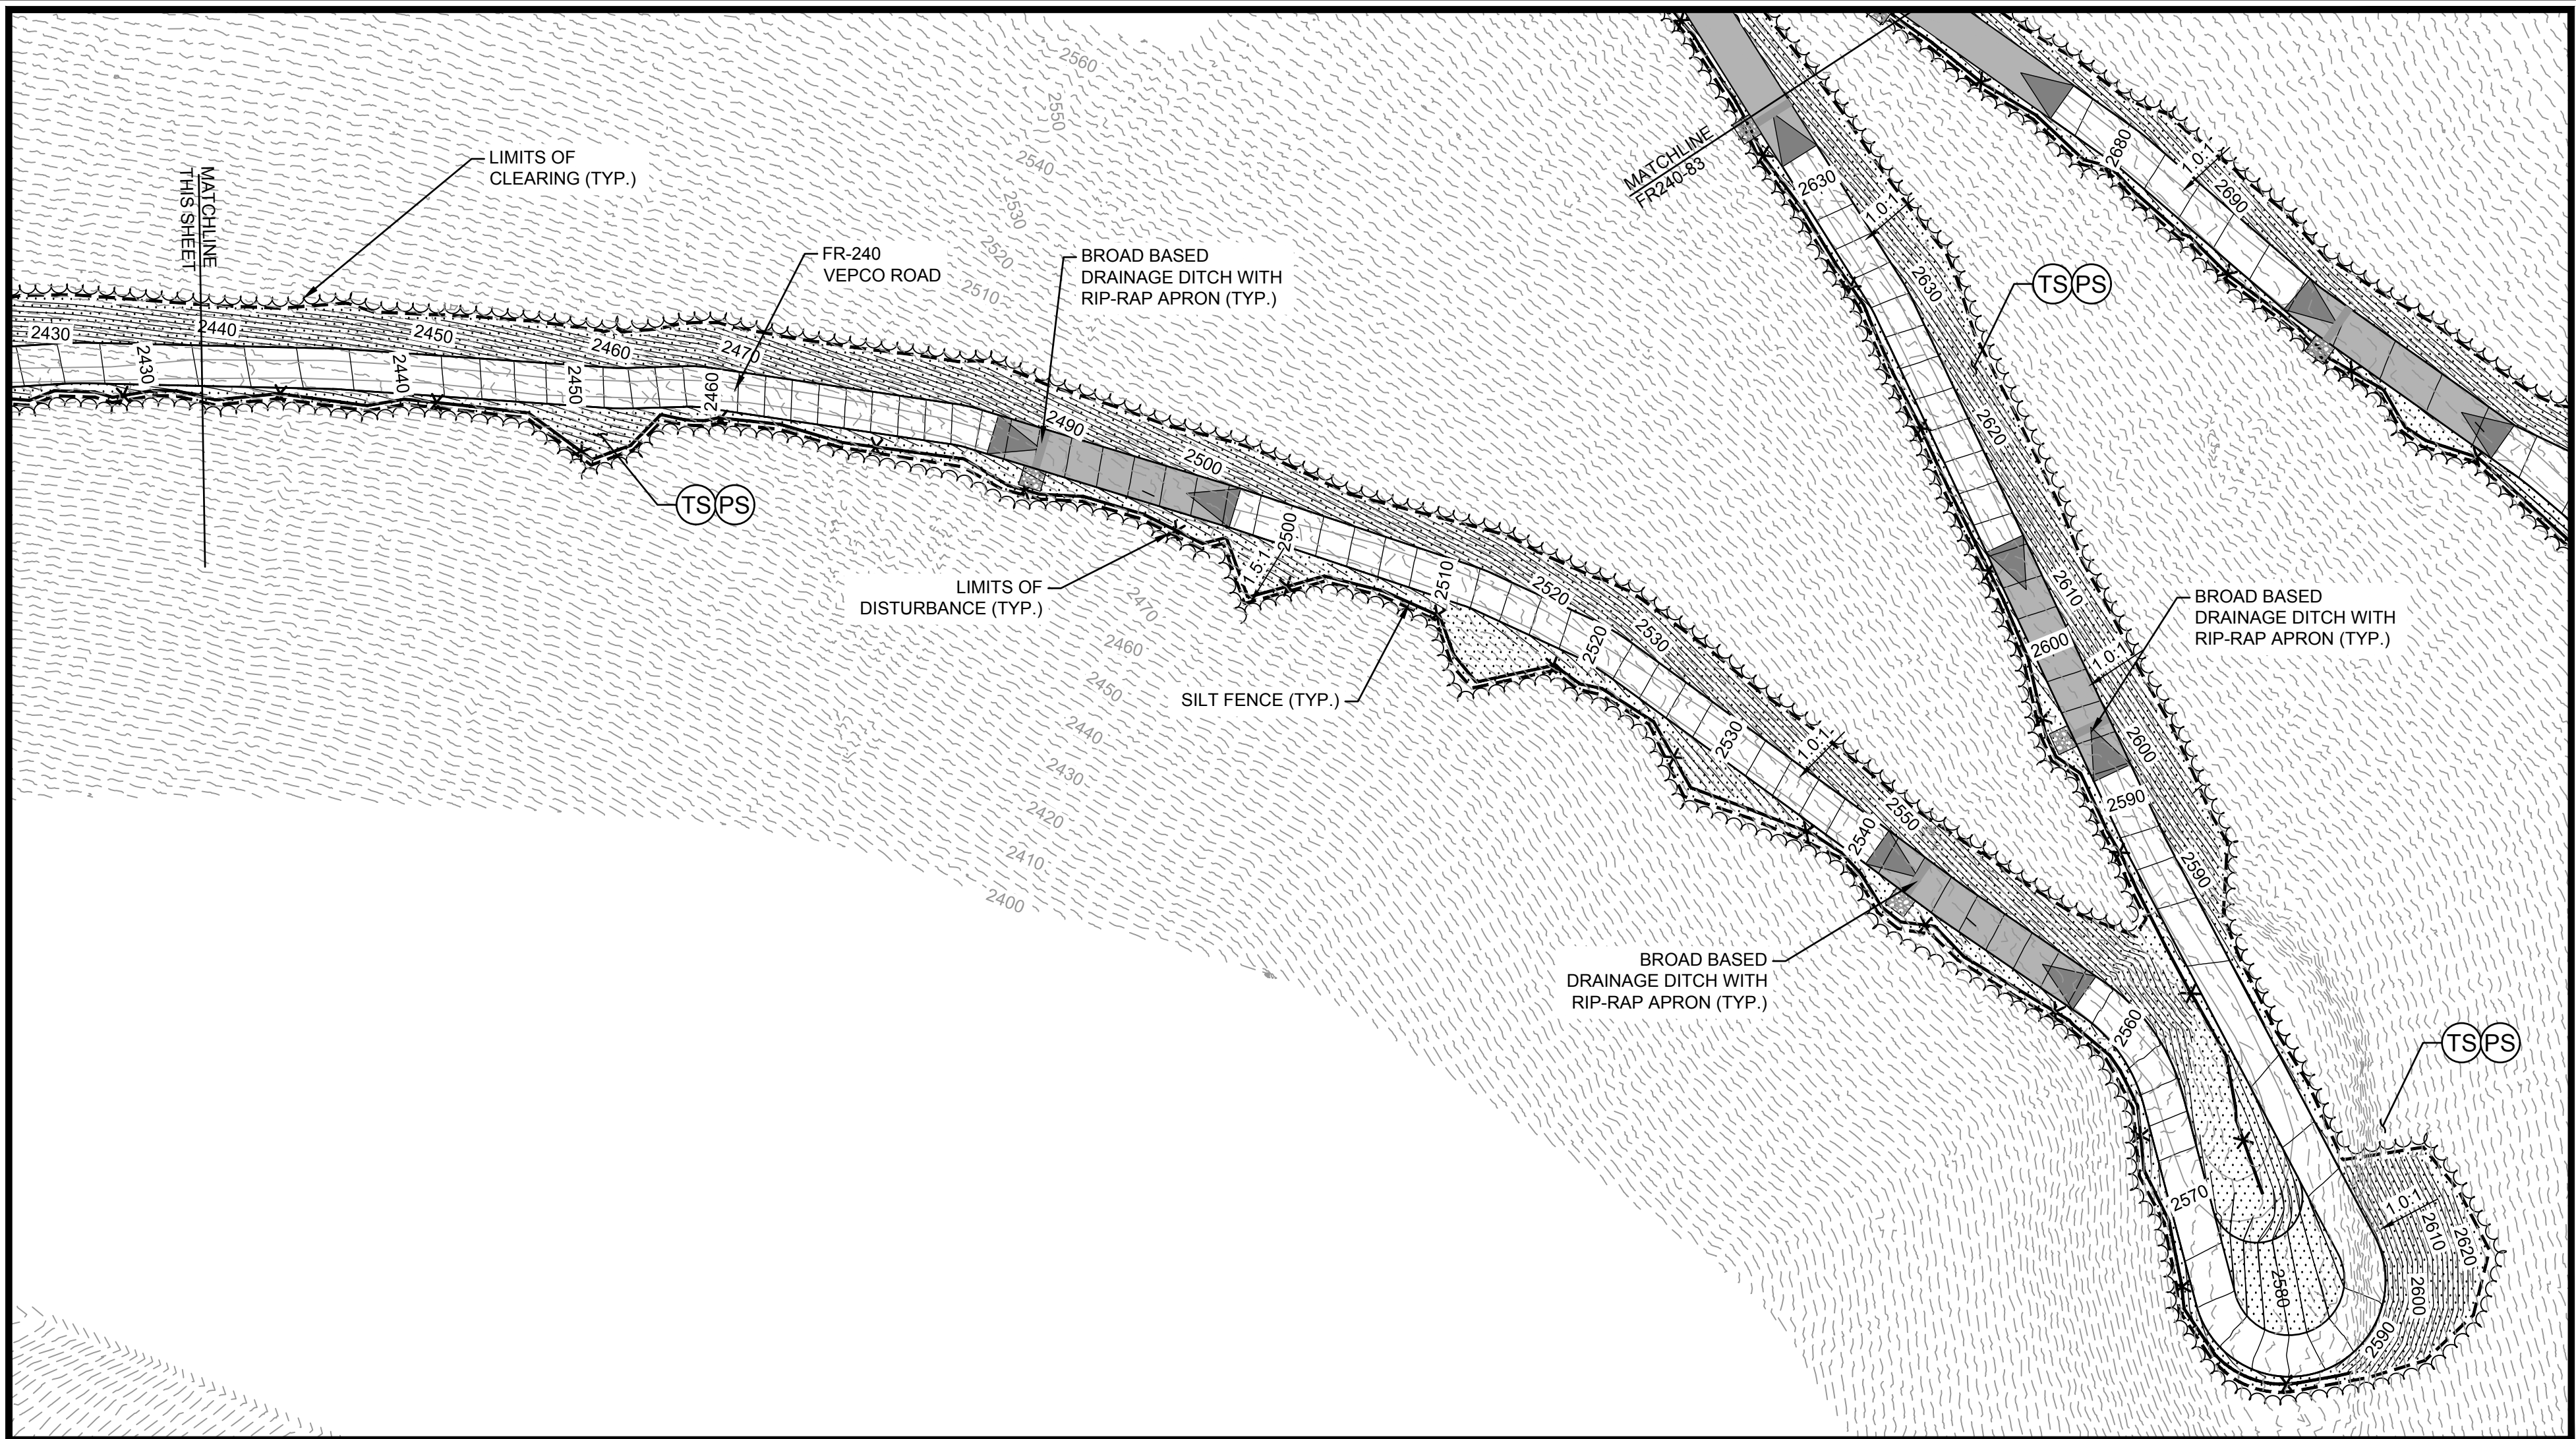 2560
2550
2540
2530
2520
2510
MATCHLINE
THIS SHEET
LIMITS OF
CLEARING (TYP.)
FR-240
VEPCO ROAD
BROAD BASED
DRAINAGE DITCH WITH
RIP-RAP APRON (TYP.)
MATCHLINE
FR240-83
2630
1.0:1
2680
1.0:1
2690
2630
TS PS
2620
2430
2440
2450
2460
2470
2430
2440
2450
2460
2490
2500
TS PS
2500
1.5:1
2510
2520
2530
2520
LIMITS OF
DISTURBANCE (TYP.)
2470
2460
2450
2440
2430
2420
2410
2400
SILT FENCE (TYP.)
2610
2600
1.0:1
BROAD BASED
DRAINAGE DITCH WITH
RIP-RAP APRON (TYP.)
2530
1.0:1
2600
2590
2550
2540
2590
BROAD BASED
DRAINAGE DITCH WITH
RIP-RAP APRON (TYP.)
2560
TS PS
2570
1.0:1
2610
2620
2580
2600
2590